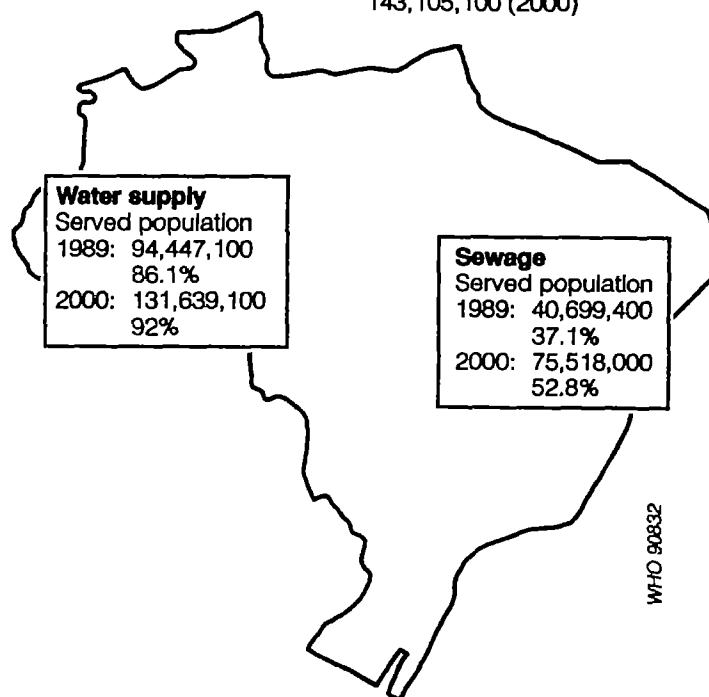 143,105,100 (2000)
Water supply
Served population
1989: 94,447,100
86.1%
2000: 131,639,100
92%
Sewage
Served population
1989: 40,699,400
37.1%
2000: 75,518,000
52.8%
WHO 90832